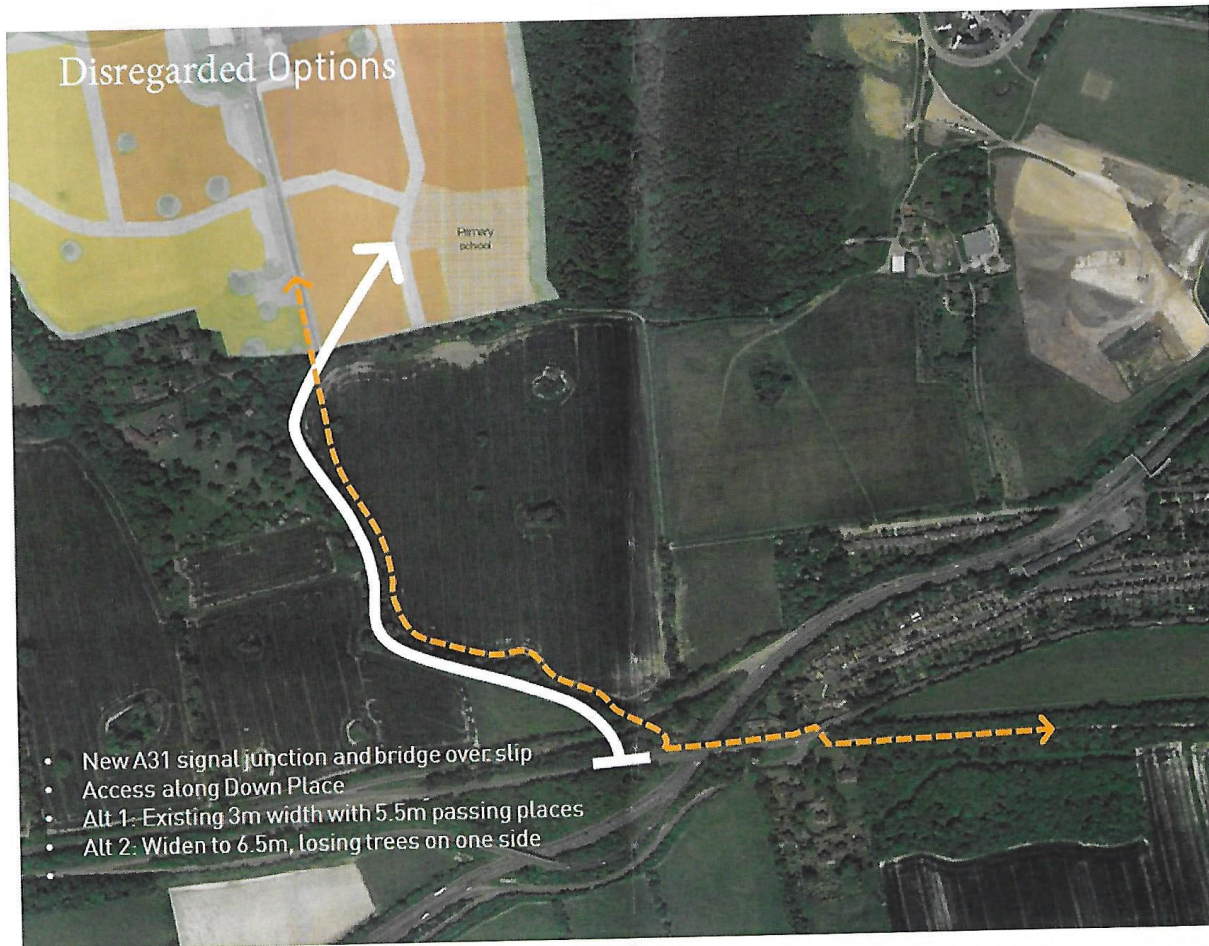 Disregarded Options
Primary
school
• New A31 signal junction and bridge over slip
• Access along Down Place
• Alt 1: Existing 3m width with 5.5m passing places
• Alt 2: Widen to 6.5m, losing trees on one side
•